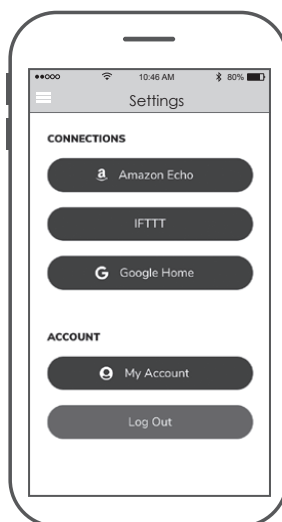 10:46 AM 80%
Settings
CONNECTIONS
a Amazon Echo
IFTTT
G Google Home
ACCOUNT
My Account
Log Out